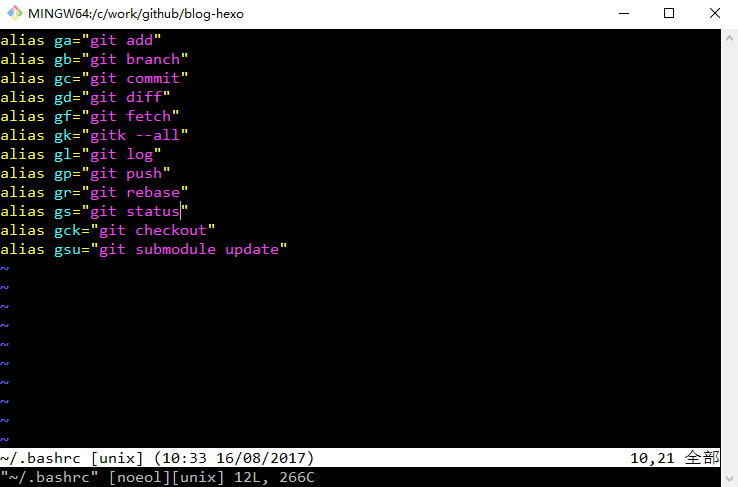 MINGW64:/c/work/github/blog-hexo
alias ga="git add"
alias gb="git branch"
alias gc="git commit"
alias gd="git diff"
alias gf="git fetch"
alias gk="gitk --all"
alias gl="git log"
alias gp="git push"
alias gr="git rebase"
alias gs="git status"
alias gck="git checkout"
alias gsu="git submodule update"
~
~
~
~
~
~
~
~
~
~
~/.bashrc [unix] (10:33 16/08/2017) 10,21 全部
"~/.bashrc" [noeol][unix] 12L, 266C